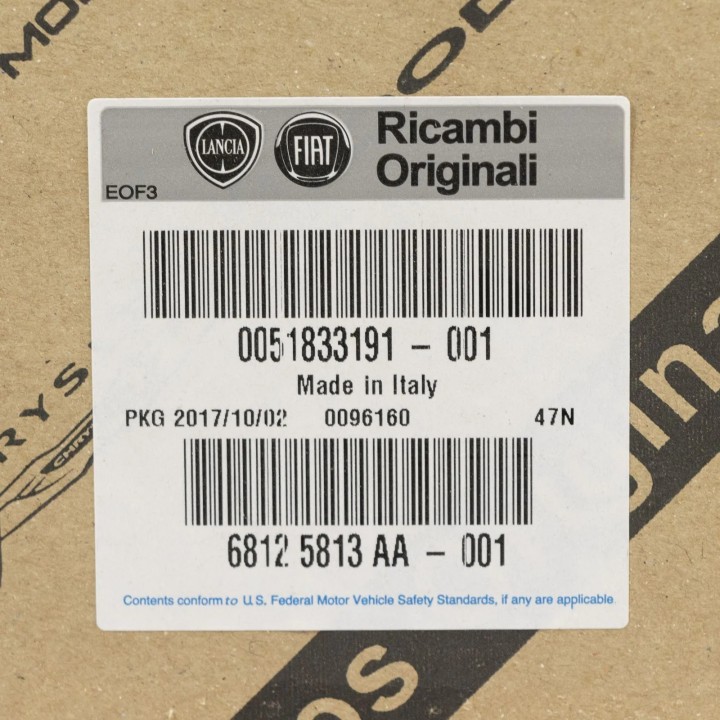 LANCIA
FIAT
Ricambi
Originali
EOF3
0051833191 – 001
Made in Italy
PKG 2017/10/02 0096160 47N
6812 5813 AA – 001
Contents conform to U.S. Federal Motor Vehicle Safety Standards, if any are applicable.